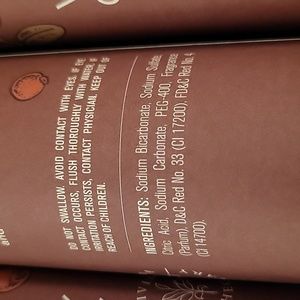 DO NOT SWALLOW. AVOID CONTACT WITH EYES. IF EYE
CONTACT OCCURS, FLUSH THOROUGHLY WITH WATER. IF
IRRITATION PERSISTS, CONTACT PHYSICIAN. KEEP OUT OF
REACH OF CHILDREN.
INGREDIENTS: Sodium Bicarbonate, Sodium Sulfate
Citric Acid, Sodium Carbonate, PEG-400, Fragrance
(Parfum), D&C Red No. 33 (CI 17200), FD&C Red No. 4
(CI 14700).